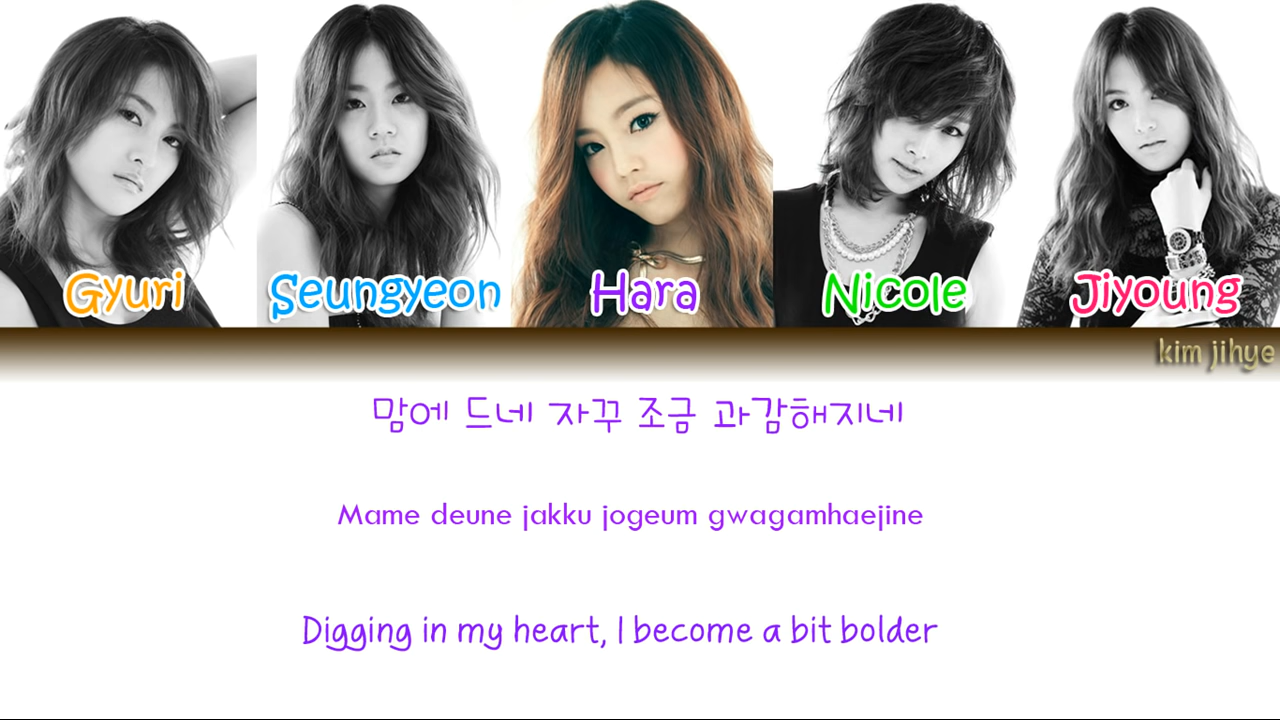 Gyuri Seungyeon Hara Nicole Jiyoung
kim jihye
맘에 드네 자꾸 조금 과감해지네
Mame deune jakku jogeum gwagamhaejine
Digging in my heart, I become a bit bolder